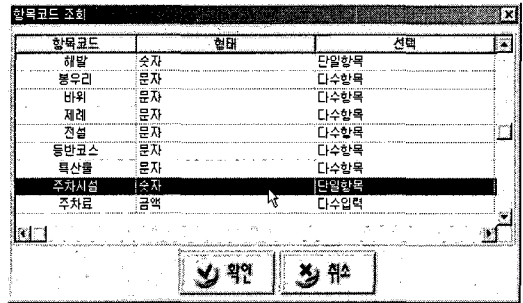 항목코드 조회
항목코드 형태 선택
해발 숫자 단일항목
봉우리 문자 다수항목
바위 문자 다수항목
제례 문자 다수항목
전설 문자 다수항목
등반코스 문자 다수항목
특산물 문자 다수항목
주차시설 숫자 단일항목
주차료 금액 다수입력
확인 취소